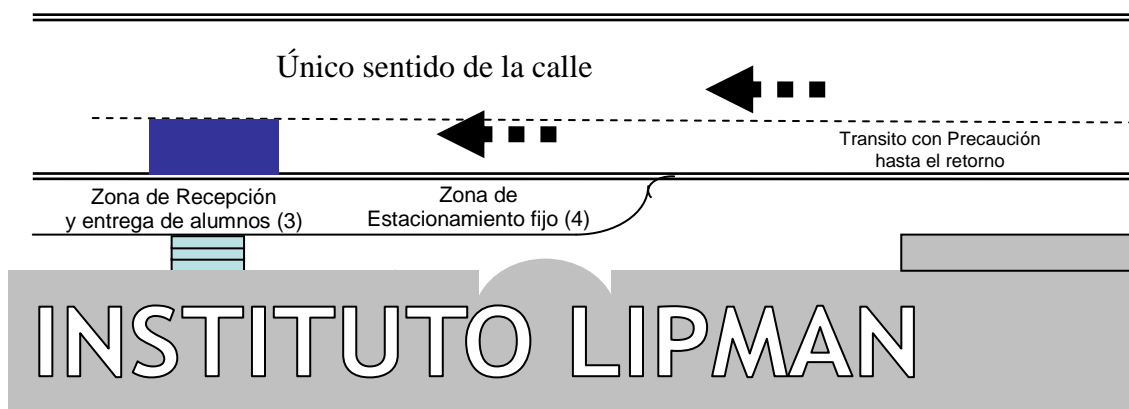 Único sentido de la calle
Transito con Precaución
hasta el retorno
Zona de Recepción
y entrega de alumnos (3)
Zona de
Estacionamiento fijo (4)
INSTITUTO LIPMAN